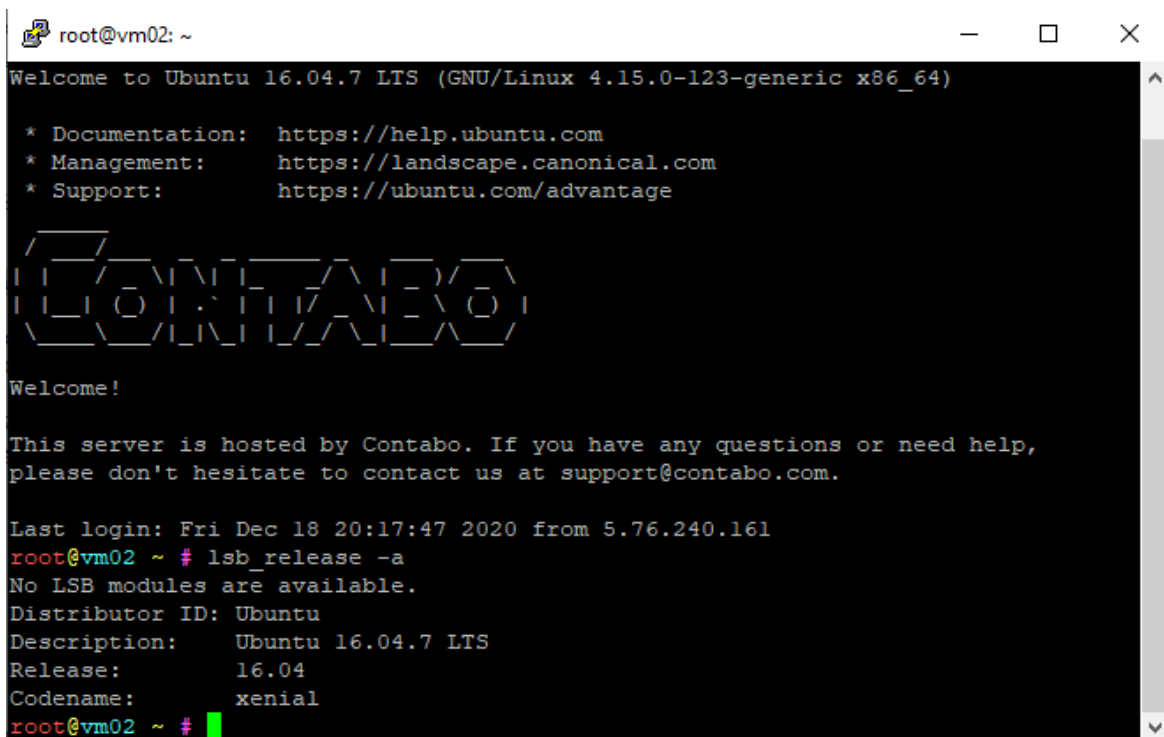 root@vm02: ~
Welcome to Ubuntu 16.04.7 LTS (GNU/Linux 4.15.0-123-generic x86_64)
* Documentation: https://help.ubuntu.com
* Management: https://landscape.canonical.com
* Support: https://ubuntu.com/advantage
CONTABO
Welcome!
This server is hosted by Contabo. If you have any questions or need help,
please don't hesitate to contact us at support@contabo.com.
Last login: Fri Dec 18 20:17:47 2020 from 5.76.240.161
root@vm02 ~ # lsb_release -a
No LSB modules are available.
Distributor ID: Ubuntu
Description: Ubuntu 16.04.7 LTS
Release: 16.04
Codename: xenial
root@vm02 ~ #